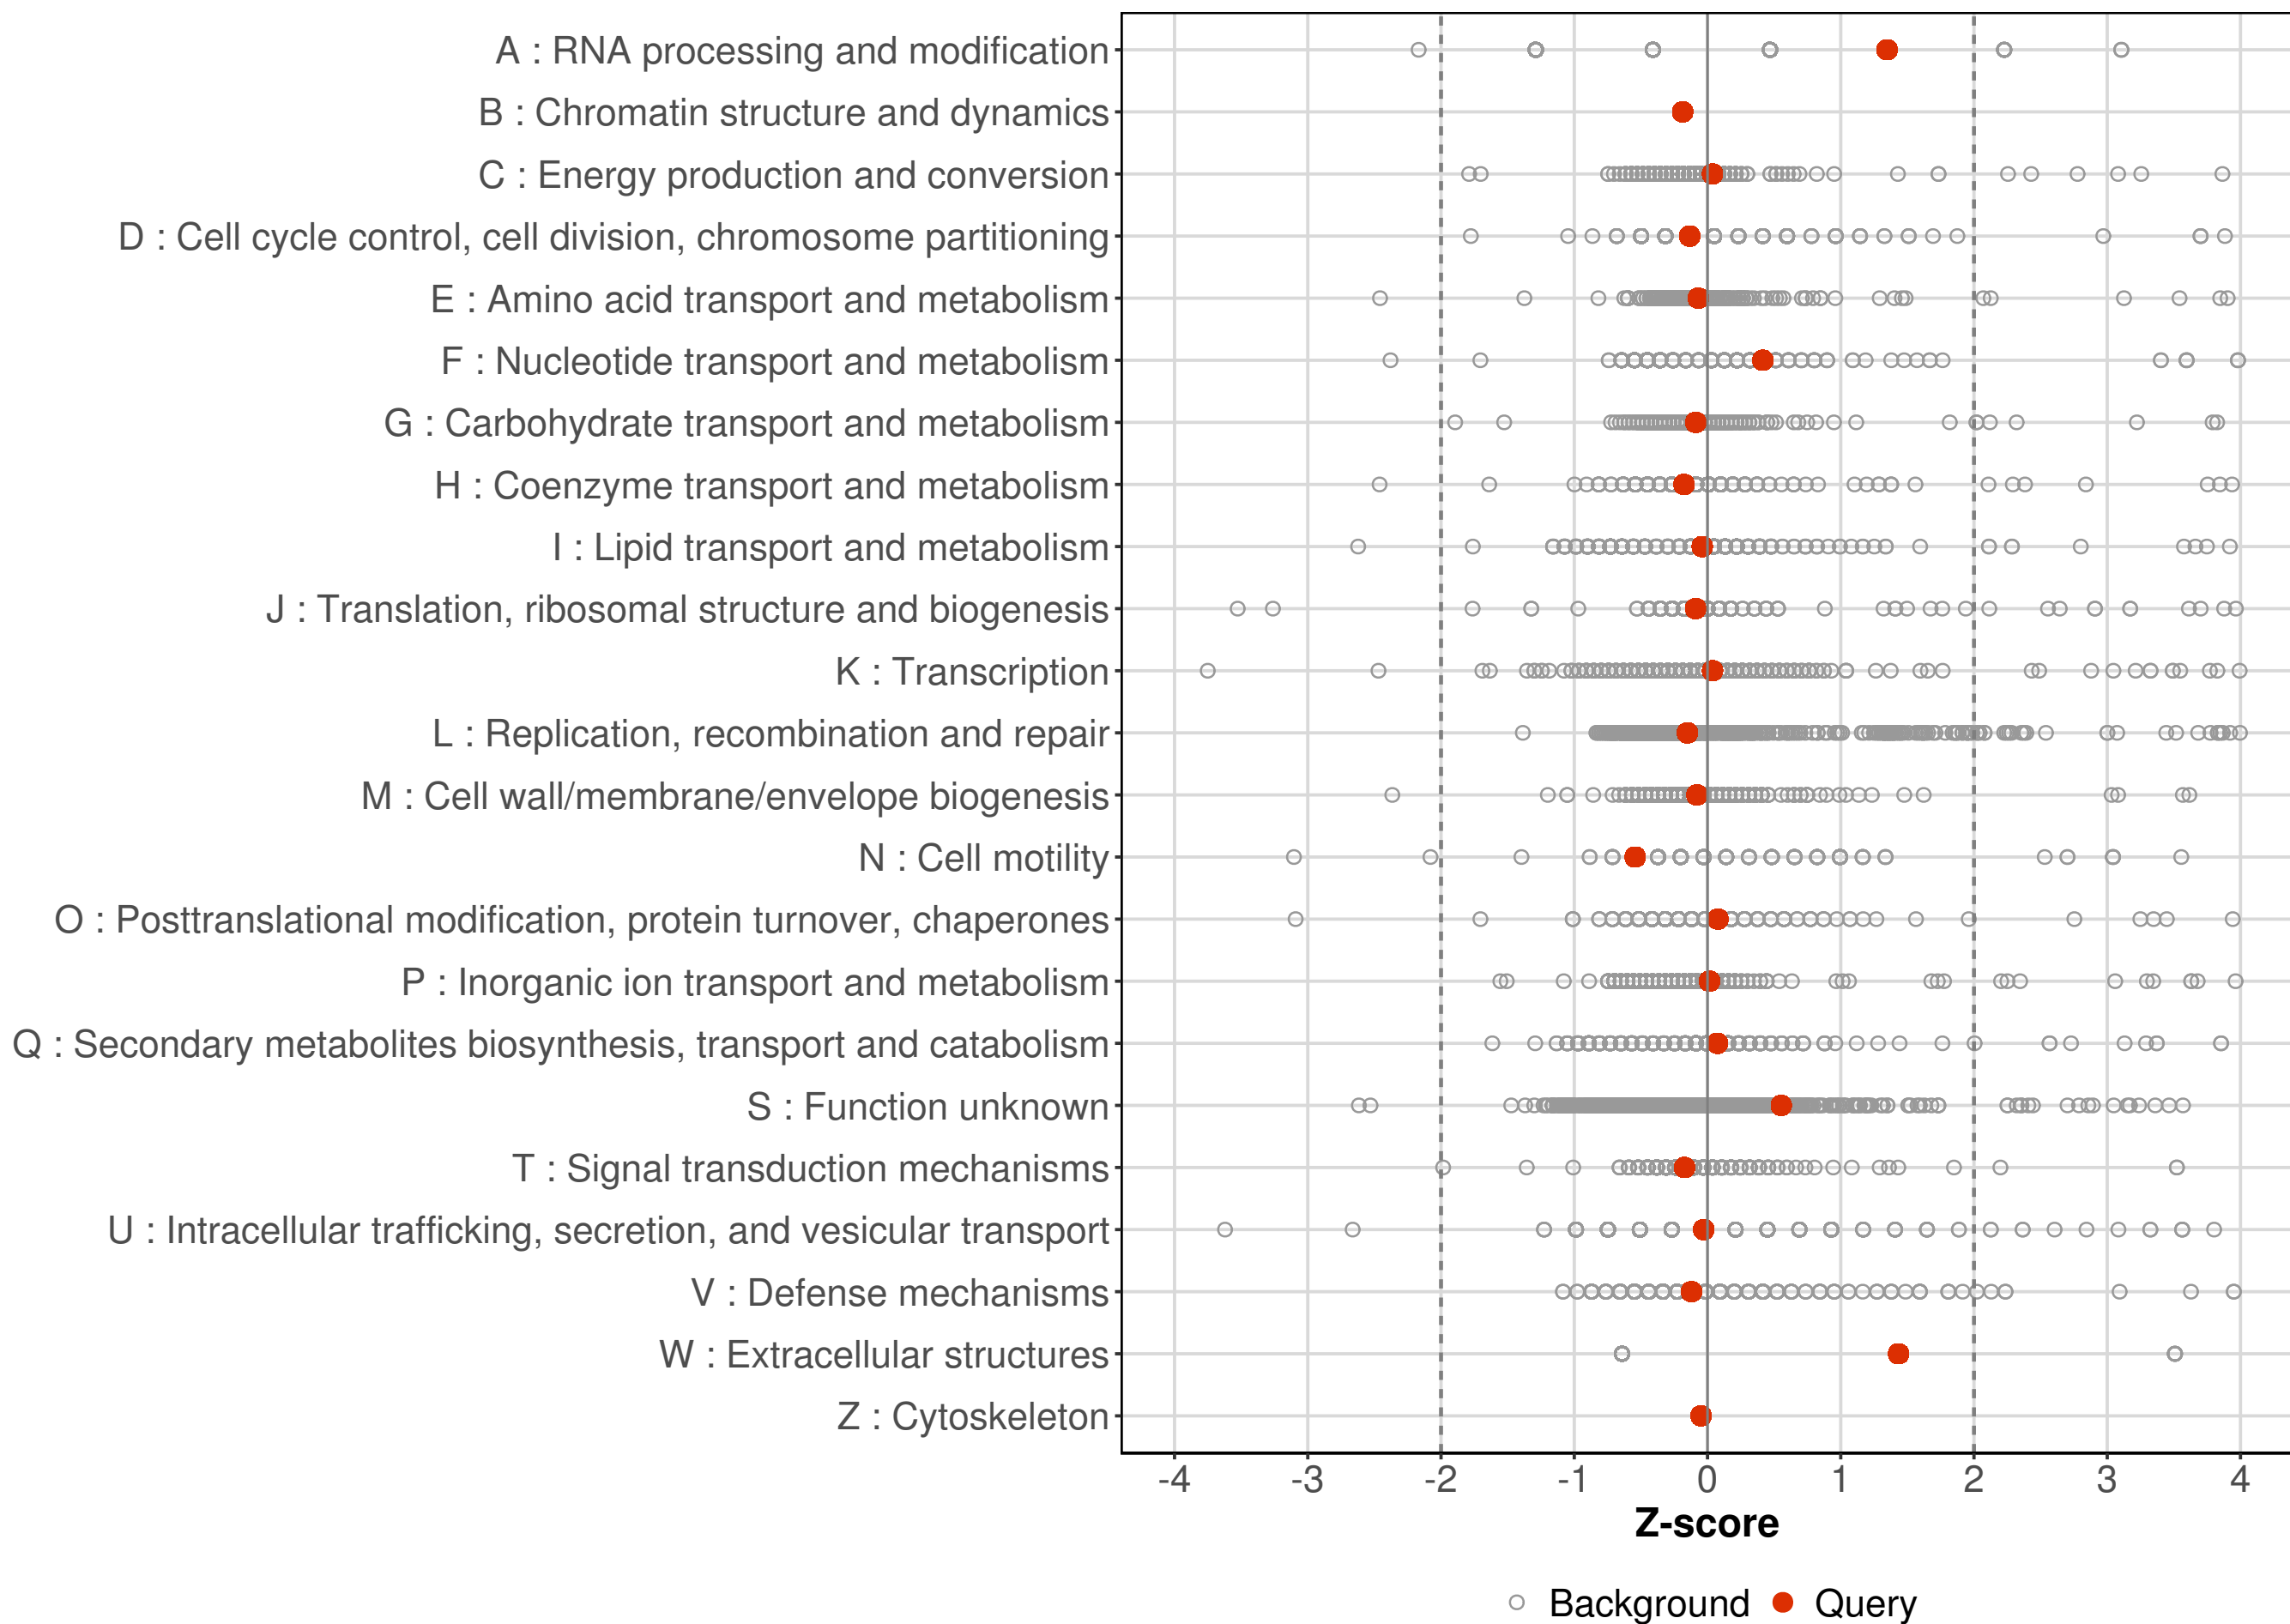 A : RNA processing and modification
B : Chromatin structure and dynamics
C : Energy production and conversion
D : Cell cycle control, cell division, chromosome partitioning
E : Amino acid transport and metabolism
F : Nucleotide transport and metabolism
G : Carbohydrate transport and metabolism
H : Coenzyme transport and metabolism
I : Lipid transport and metabolism
J : Translation, ribosomal structure and biogenesis
K : Transcription
L : Replication, recombination and repair
M : Cell wall/membrane/envelope biogenesis
N : Cell motility
O : Posttranslational modification, protein turnover, chaperones
P : Inorganic ion transport and metabolism
Q : Secondary metabolites biosynthesis, transport and catabolism
S : Function unknown
T : Signal transduction mechanisms
U : Intracellular trafficking, secretion, and vesicular transport
V : Defense mechanisms
W : Extracellular structures
Z : Cytoskeleton
-4 -3 -2 -1 0 1 2 3 4
Z-score
Background Query